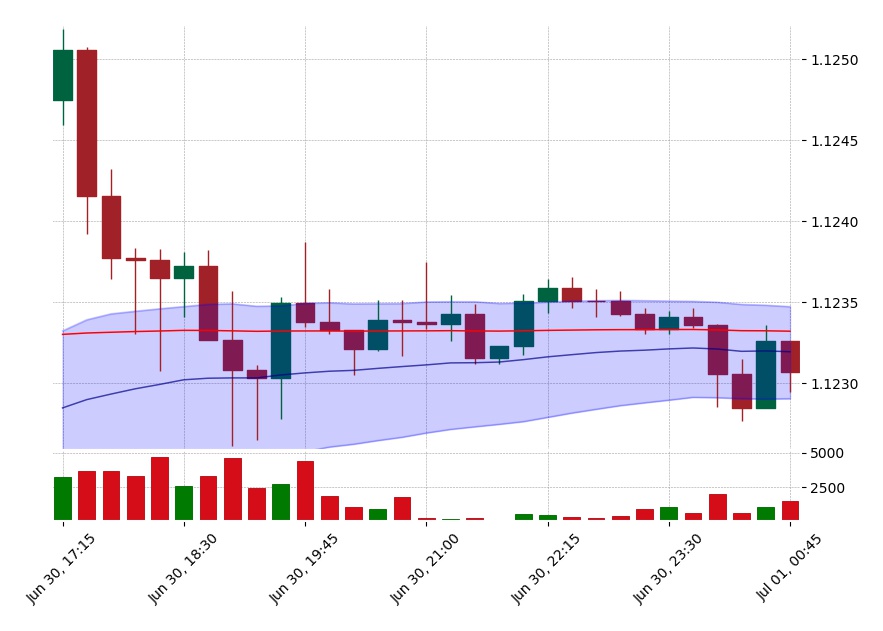 1.1250
1.1245
1.1240
1.1235
1.1230
5000
2500
Jun 30, 17:15
Jun 30, 18:30
Jun 30, 19:45
Jun 30, 21:00
Jun 30, 22:15
Jun 30, 23:30
Jul 01, 00:45